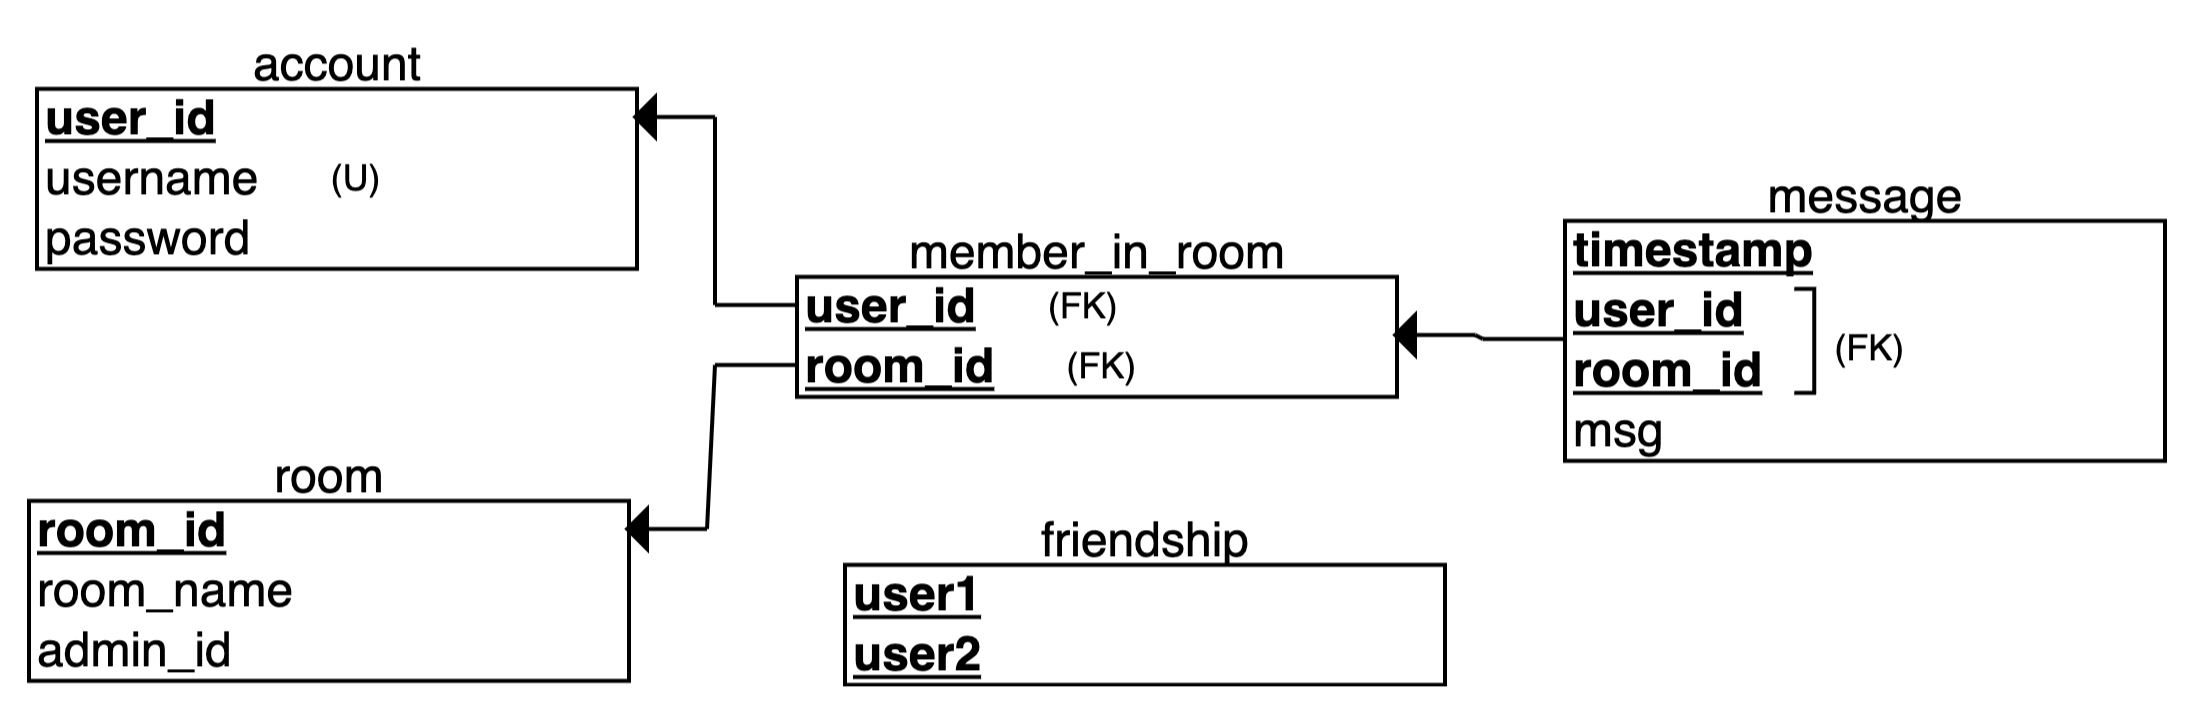 account
user_id
username (U)
password
member_in_room
user_id (FK)
room_id (FK)
message
timestamp
user_id
room_id
(FK)
msg
room
room_id
room_name
admin_id
friendship
user1
user2